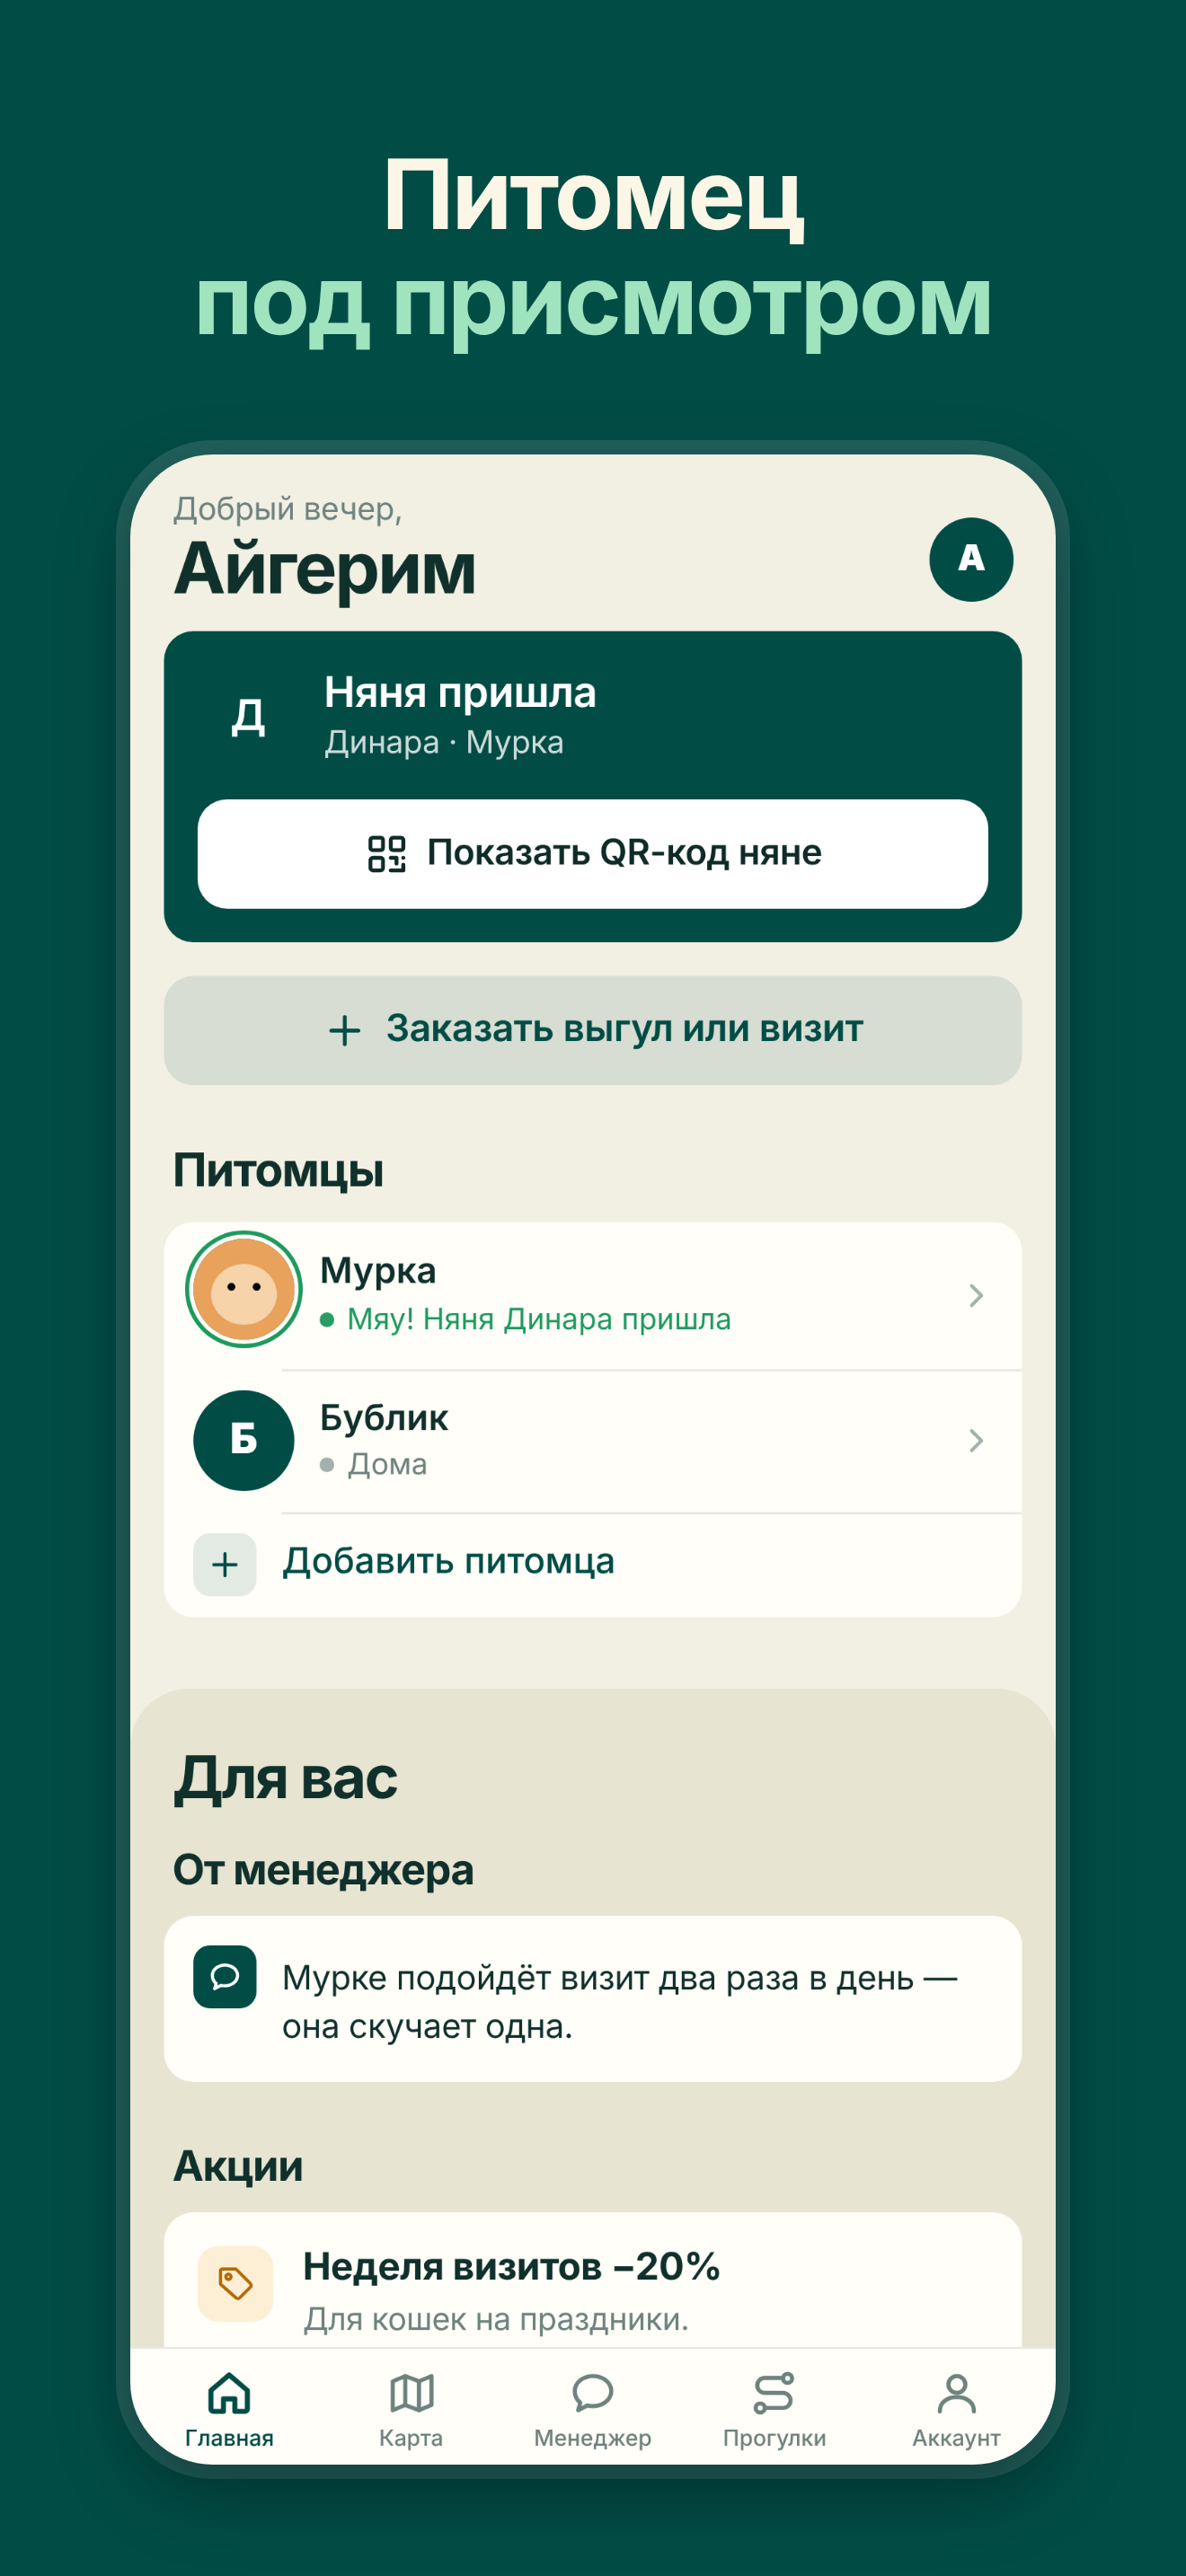 Питомец
под присмотром
Добрый вечер,
Айгерим
А
Д
Няня пришла
Динара · Мурка
Показать QR-код няне
Заказать выгул или визит
Питомцы
Мурка
Мяу! Няня Динара пришла
Б
Бублик
Дома
Добавить питомца
Для вас
От менеджера
Мурке подойдёт визит два раза в день —
она скучает одна.
Акции
Неделя визитов −20%
Для кошек на праздники.
Главная
Карта
Менеджер
Прогулки
Аккаунт